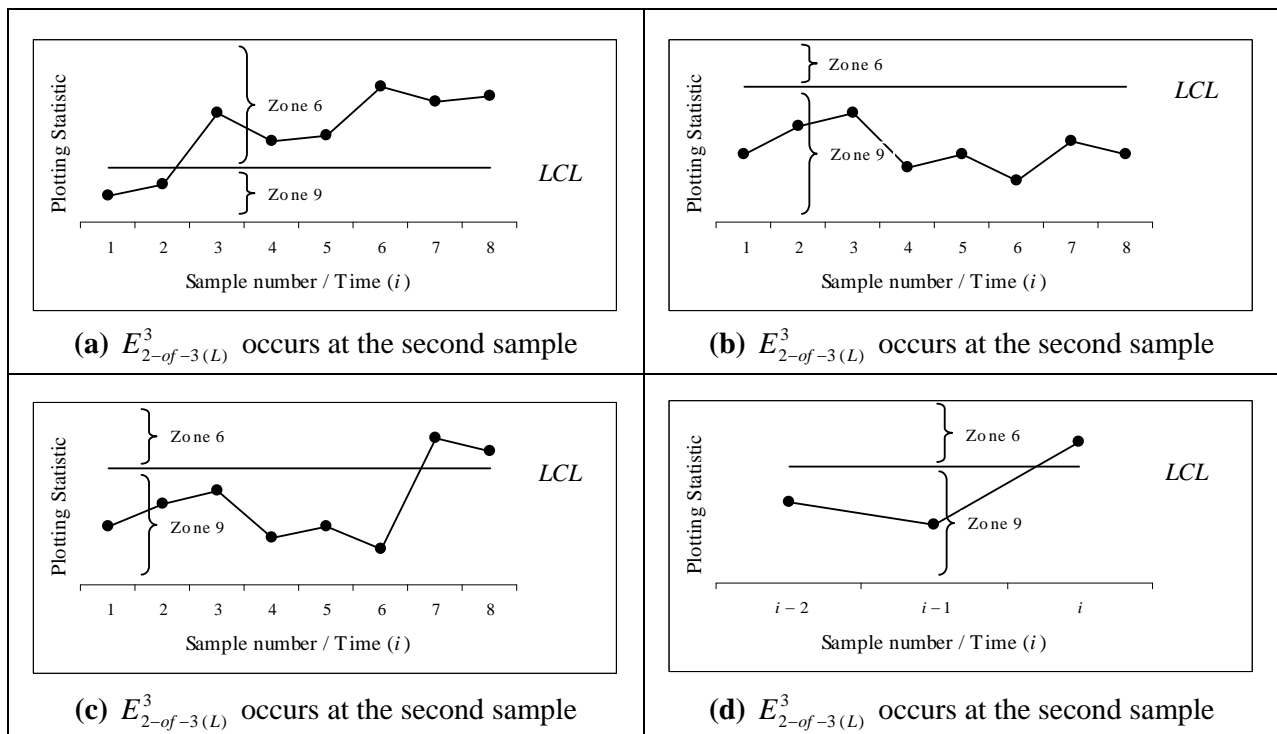 Plotting Statistic
Zone 6
Zone 9
LCL
1 2 3 4 5 6 7 8
Sample number / Time (i)
(a) E^3_{2-of-3(L)} occurs at the second sample
Plotting Statistic
Zone 6
Zone 9
LCL
1 2 3 4 5 6 7 8
Sample number / Time (i)
(b) E^3_{2-of-3(L)} occurs at the second sample
Plotting Statistic
Zone 6
Zone 9
LCL
1 2 3 4 5 6 7 8
Sample number / Time (i)
(c) E^3_{2-of-3(L)} occurs at the second sample
Plotting Statistic
Zone 6
Zone 9
LCL
i – 2 i – 1 i
Sample number / Time (i)
(d) E^3_{2-of-3(L)} occurs at the second sample